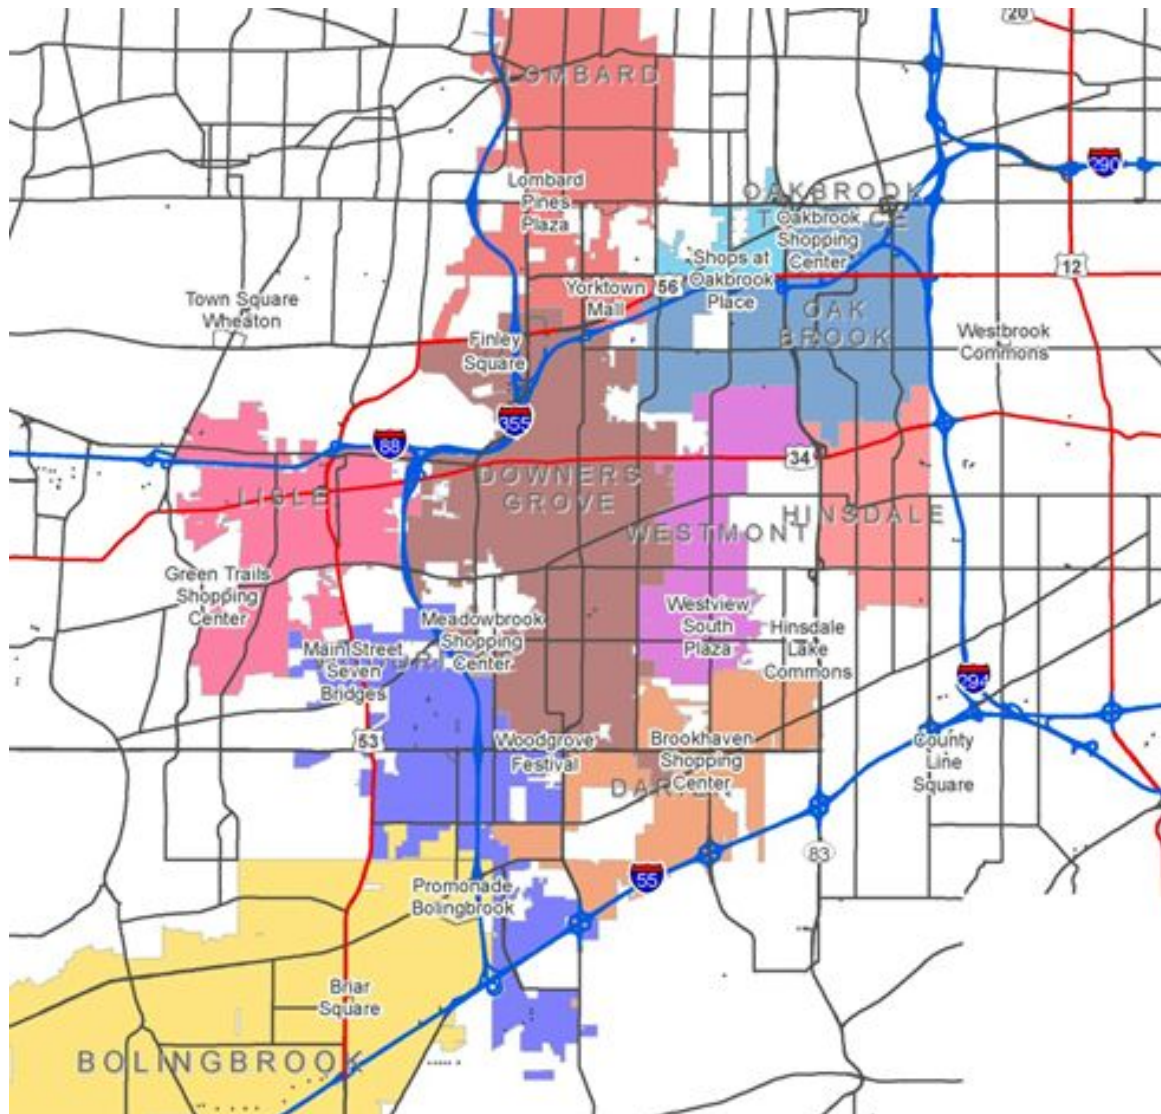 20
LOMBARD
290
Lombard
Pines
Plaza
OAKBROOK
Oakbrook
Shopping
Center
Shops at
Oakbrook
Place
12
Yorktown
Mall
56
Town Square
Wheaton
OAK
BROOK
Westbrook
Commons
Finley
Square
355
88
34
DOWNERS
GROVE
LISLE
HINSDALE
WESTMONT
Green Trails
Shopping
Center
Meadowbrook
Shopping
Center
Westview
South
Plaza
Hinsdale
Lake
Commons
Main Street
Seven
Bridges
294
53
Woodgrove
Festival
Brookhaven
Shopping
Center
County
Line
Square
83
55
Promonade
Bolingbrook
Briar
Square
BOLINGBROOK